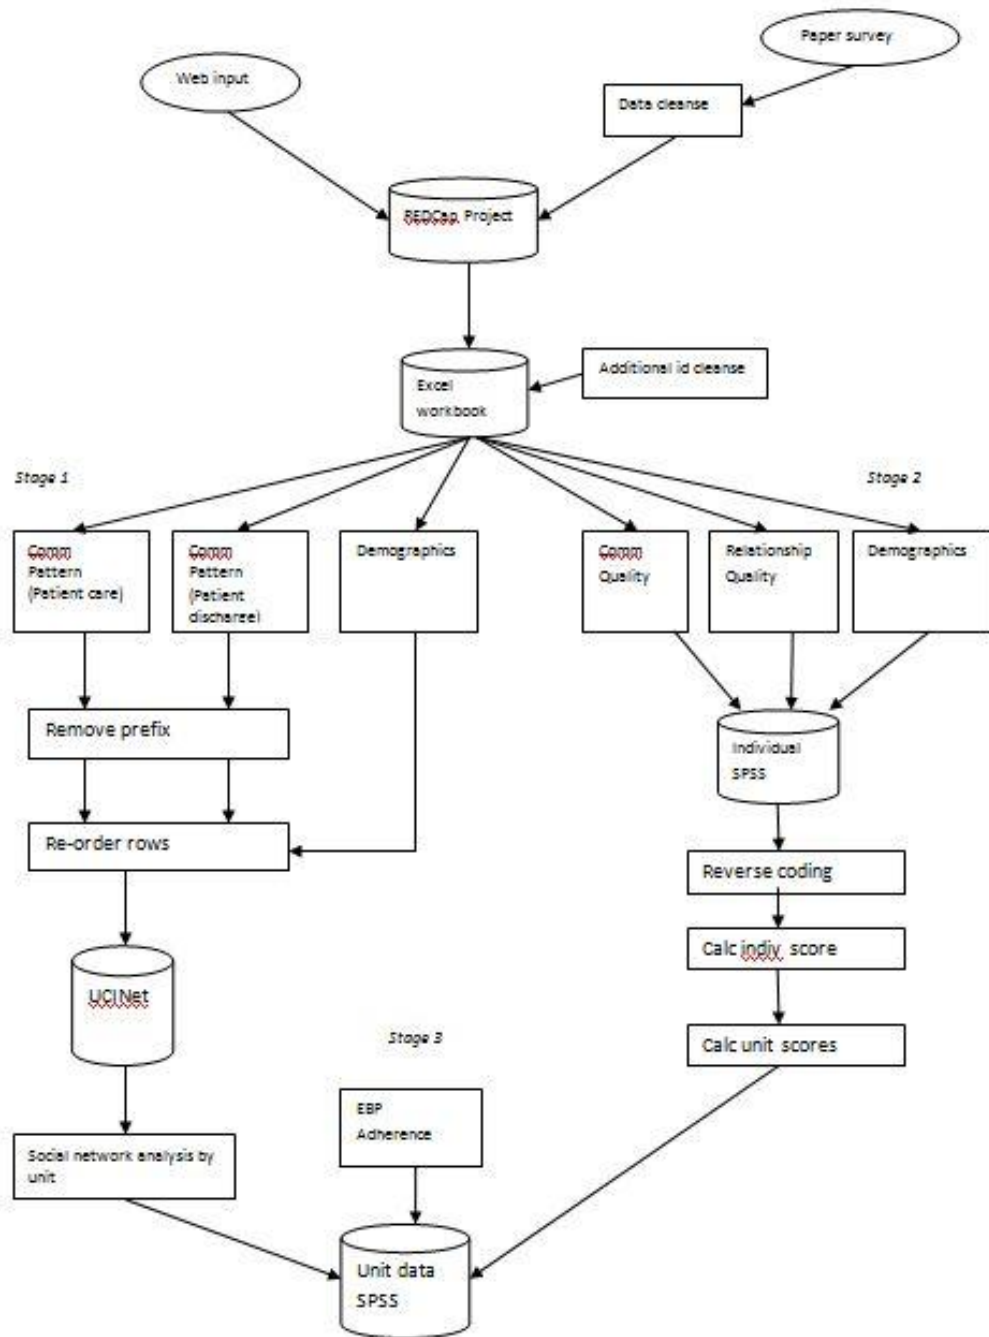 Paper survey
Web input
Data cleanse
REDCap Project
Additional id cleanse
Excel
workbook
Stage 1
Stage 2
Comm
Pattern
(Patient care)
Comm
Pattern
(Patient
discharge)
Demographics
Comm
Quality
Relationship
Quality
Demographics
Remove prefix
Individual
SPSS
Re-order rows
Reverse coding
Calc indiv score
UCINet
Calc unit scores
Stage 3
EBP
Adherence
Social network analysis by
unit
Unit data
SPSS